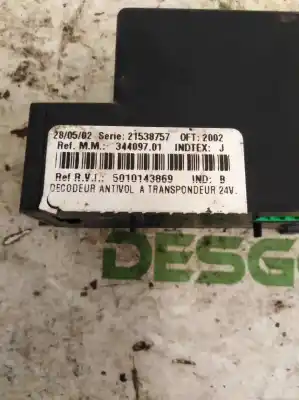 28/05/02 Serie: 21538757 OFT: 2002
Ref. M.M.: 344097.01 INDTEX: J
Ref R.V.I.: 5010143869 IND: B
DECODEUR ANTIVOL A TRANSPONDEUR 24V.
DESG